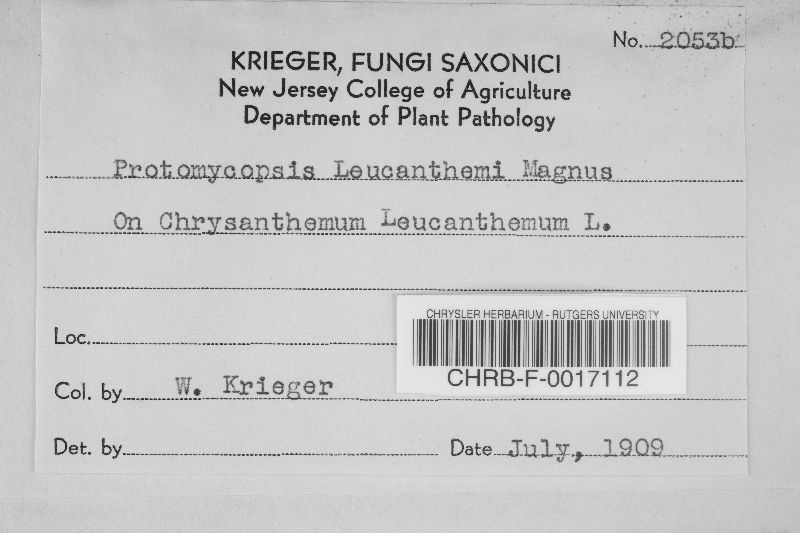 No. 2053b
KRIEGER, FUNGI SAXONICI
New Jersey College of Agriculture
Department of Plant Pathology
Protomycopsis Leucanthemi Magnus
On Chrysanthemum Leucanthemum L.
CHRYSLER HERBARIUM - RUTGERS UNIVERSITY
CHRB-F-0017112
Loc.
Col. by W. Krieger
Det. by
Date July, 1909